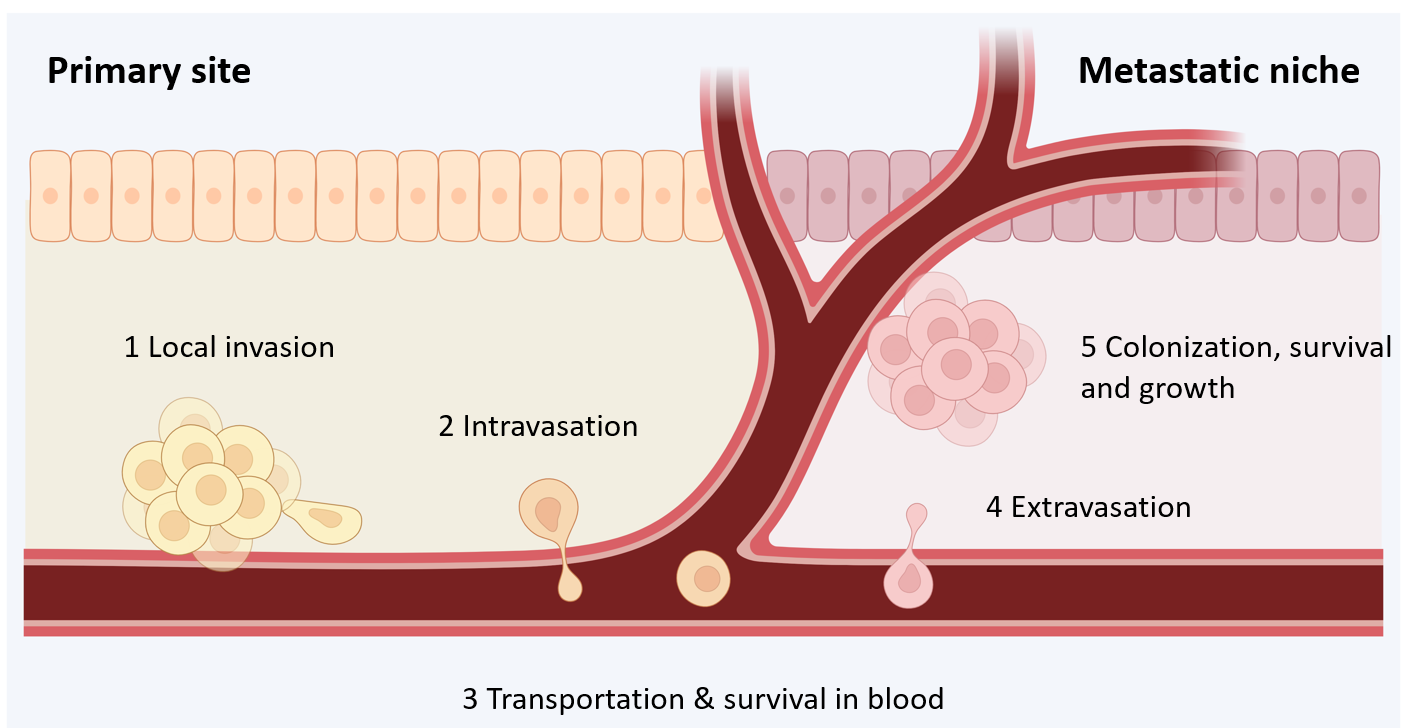 Primary site
Metastatic niche
1 Local invasion
2 Intravasation
3 Transportation & survival in blood
4 Extravasation
5 Colonization, survival
and growth